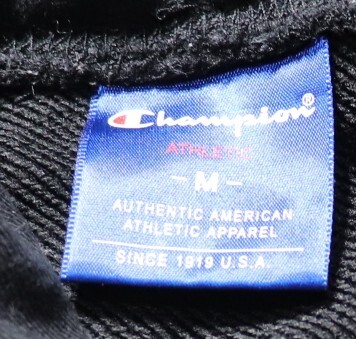 Champion®
ATHLETIC
- M -
AUTHENTIC AMERICAN
ATHLETIC APPAREL
SINCE 1919 U.S.A.